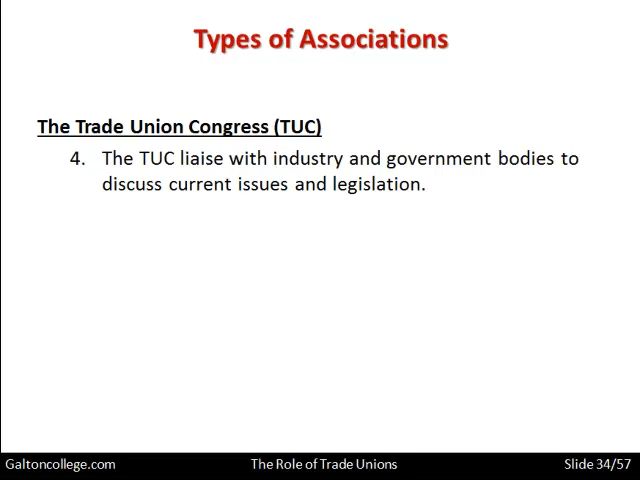 Types of Associations
The Trade Union Congress (TUC)
4. The TUC liaise with industry and government bodies to
discuss current issues and legislation.
Galtoncollege.com The Role of Trade Unions Slide 34/57